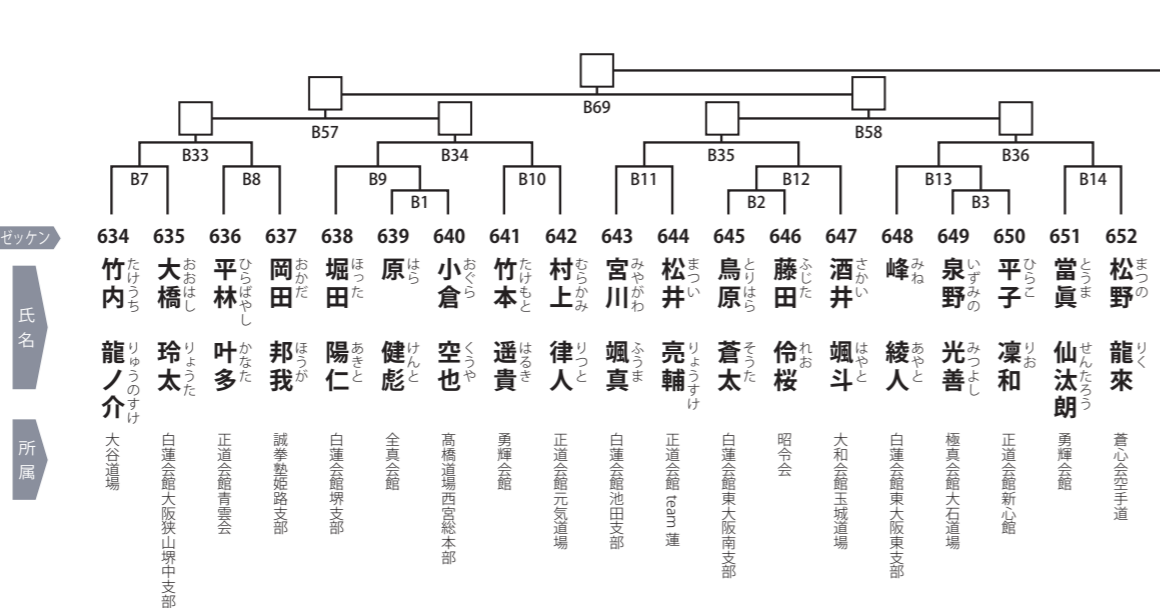 B69
B57
B58
B33
B34
B35
B36
B7
B8
B9
B10
B11
B12
B13
B14
B1
B2
B3
ゼッケン
634 635 636 637 638 639 640 641 642 643 644 645 646 647 648 649 650 651 652
氏名
竹内 龍ノ介
たけうち りゅうのすけ
大橋 玲太
おおはし りょうた
平林 叶多
ひらばやし かなた
岡田 邦我
おかだ ほうが
堀田 陽仁
ほった あきと
原 健彪
はら けんと
小倉 空也
おぐら くうや
竹本 遥貴
たけもと はるき
村上 律人
むらかみ りつと
宮川 颯真
みやがわ ふうま
松井 亮輔
まつい りょうすけ
鳥原 蒼太
とりはら そうた
藤田 伶桜
ふじた れお
酒井 颯斗
さかい はやと
峰 綾人
みね あやと
泉野 光善
いずみの みつよし
平子 凜和
ひらこ りお
當眞 仙汰朗
とうま せんたろう
松野 龍來
まつの りく
所属
大谷道場
白蓮会館大阪狭山堺中支部
正道会館青雲会
誠拳塾姫路支部
白蓮会館堺支部
全真会館
髙橋道場西宮総本部
勇輝会館
正道会館元気道場
白蓮会館池田支部
正道会館 team 蓮
白蓮会館東大阪南支部
昭令会
大和会館玉城道場
白蓮会館東大阪東支部
極真会館大石道場
正道会館新心館
勇輝会館
蒼心会空手道